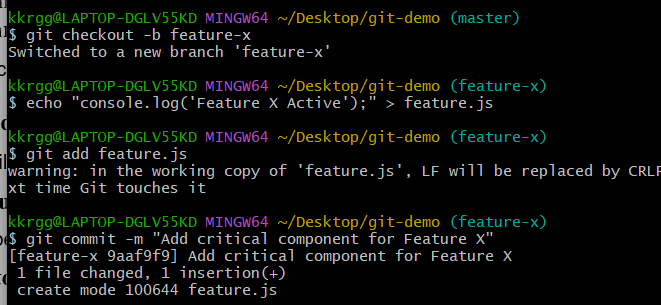 kkrgg@LAPTOP-DGLV55KD MINGW64 ~/Desktop/git-demo (master)
$ git checkout -b feature-x
Switched to a new branch 'feature-x'
kkrgg@LAPTOP-DGLV55KD MINGW64 ~/Desktop/git-demo (feature-x)
$ echo "console.log('Feature X Active');" > feature.js
kkrgg@LAPTOP-DGLV55KD MINGW64 ~/Desktop/git-demo (feature-x)
$ git add feature.js
warning: in the working copy of 'feature.js', LF will be replaced by CRLF
xt time Git touches it
kkrgg@LAPTOP-DGLV55KD MINGW64 ~/Desktop/git-demo (feature-x)
$ git commit -m "Add critical component for Feature X"
[feature-x 9aaf9f9] Add critical component for Feature X
 1 file changed, 1 insertion(+)
 create mode 100644 feature.js